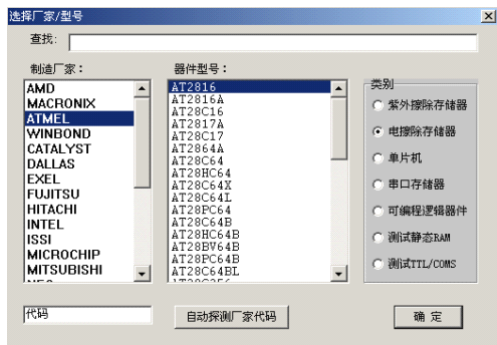 选择厂家/型号
查找:
制造厂家：
AMD
MACRONIX
ATMEL
WINBOND
CATALYST
DALLAS
EXEL
FUJITSU
HITACHI
INTEL
ISSI
MICROCHIP
MITSUBISHI
器件型号：
AT2816
AT2816A
AT28C16
AT2817A
AT28C17
AT2864A
AT28C64
AT28HC64
AT28C64X
AT28C64L
AT28PC64
AT28C64B
AT28HC64B
AT28BV64B
AT28PC64B
AT28C64BL
类别
紫外擦除存储器
电擦除存储器
单片机
串口存储器
可编程逻辑器件
测试静态RAM
测试TTL/COMS
代码
自动探测厂家代码
确 定